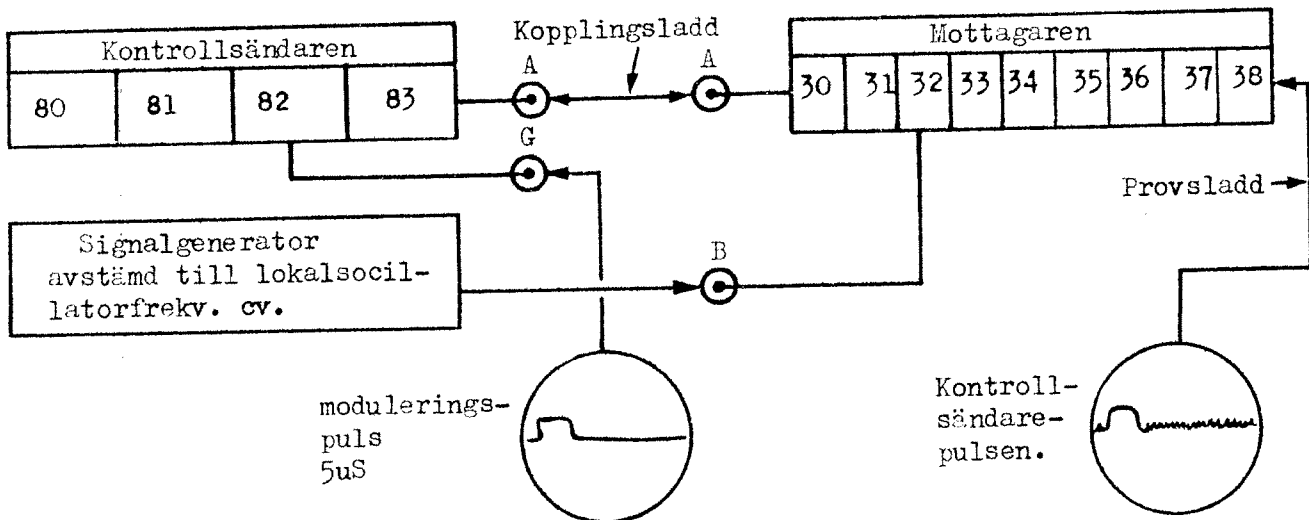 Kontrollsändaren
80 81 82 83
Kopplingsladd
A A
G
Mottagaren
30 31 32 33 34 35 36 37 38
Provsladd
Signalgenerator
avstämd till lokalsocil-
latorfrekv. cv.
B
modulerings-
puls
5uS
Kontroll-
sändare-
pulsen.